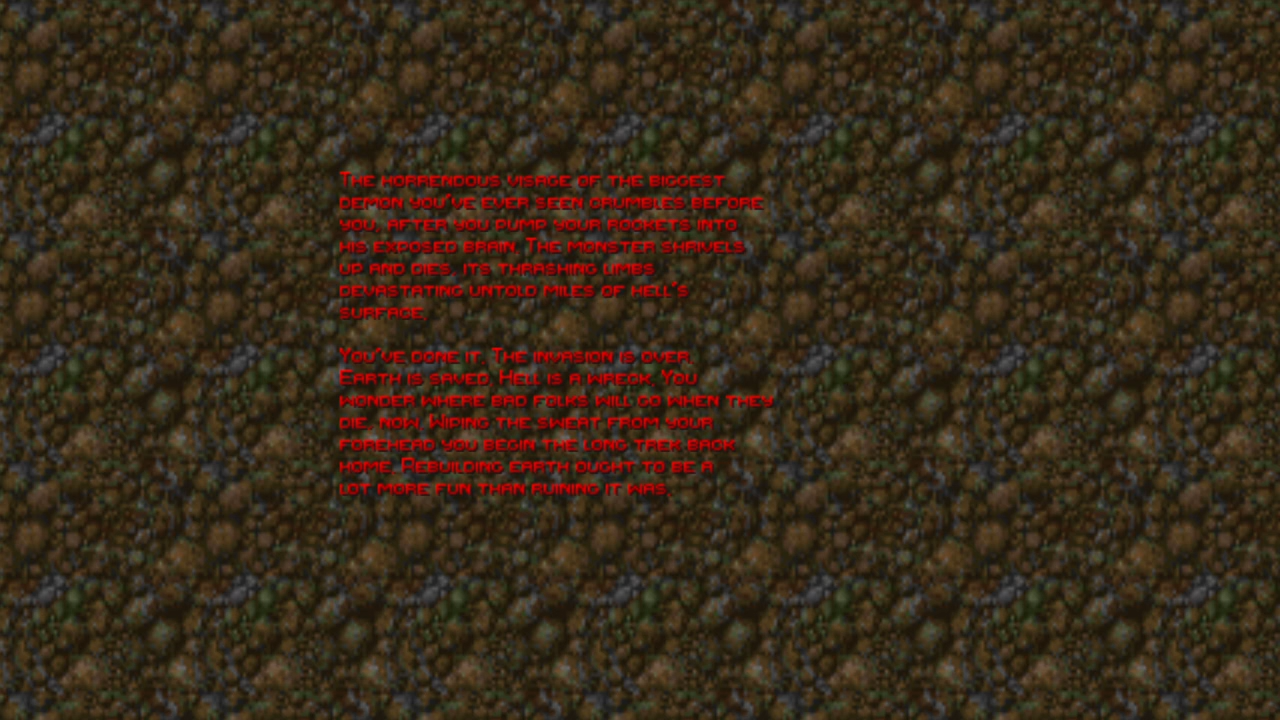 The horrendous visage of the biggest
demon you've ever seen crumbles before
you, after you pump your rockets into
his exposed brain. The monster shrivels
up and dies, its thrashing limbs
devastating untold miles of hell's
surface.
You've done it. The invasion is over.
Earth is saved. Hell is a wreck. You
wonder where bad folks will go when they
die, now. Wiping the sweat from your
forehead you begin the long trek back
home. Rebuilding earth ought to be a
lot more fun than ruining it was.